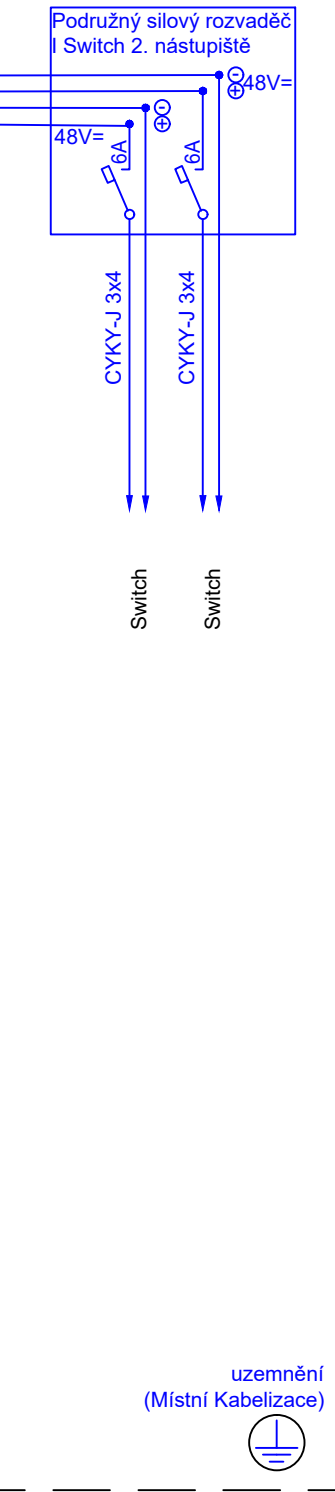 Podružný silový rozvaděč
I Switch 2. nástupiště
48V=
48V=
6A
6A
CYKY-J 3x4
CYKY-J 3x4
Switch
Switch
uzemnění
(Místní Kabelizace)